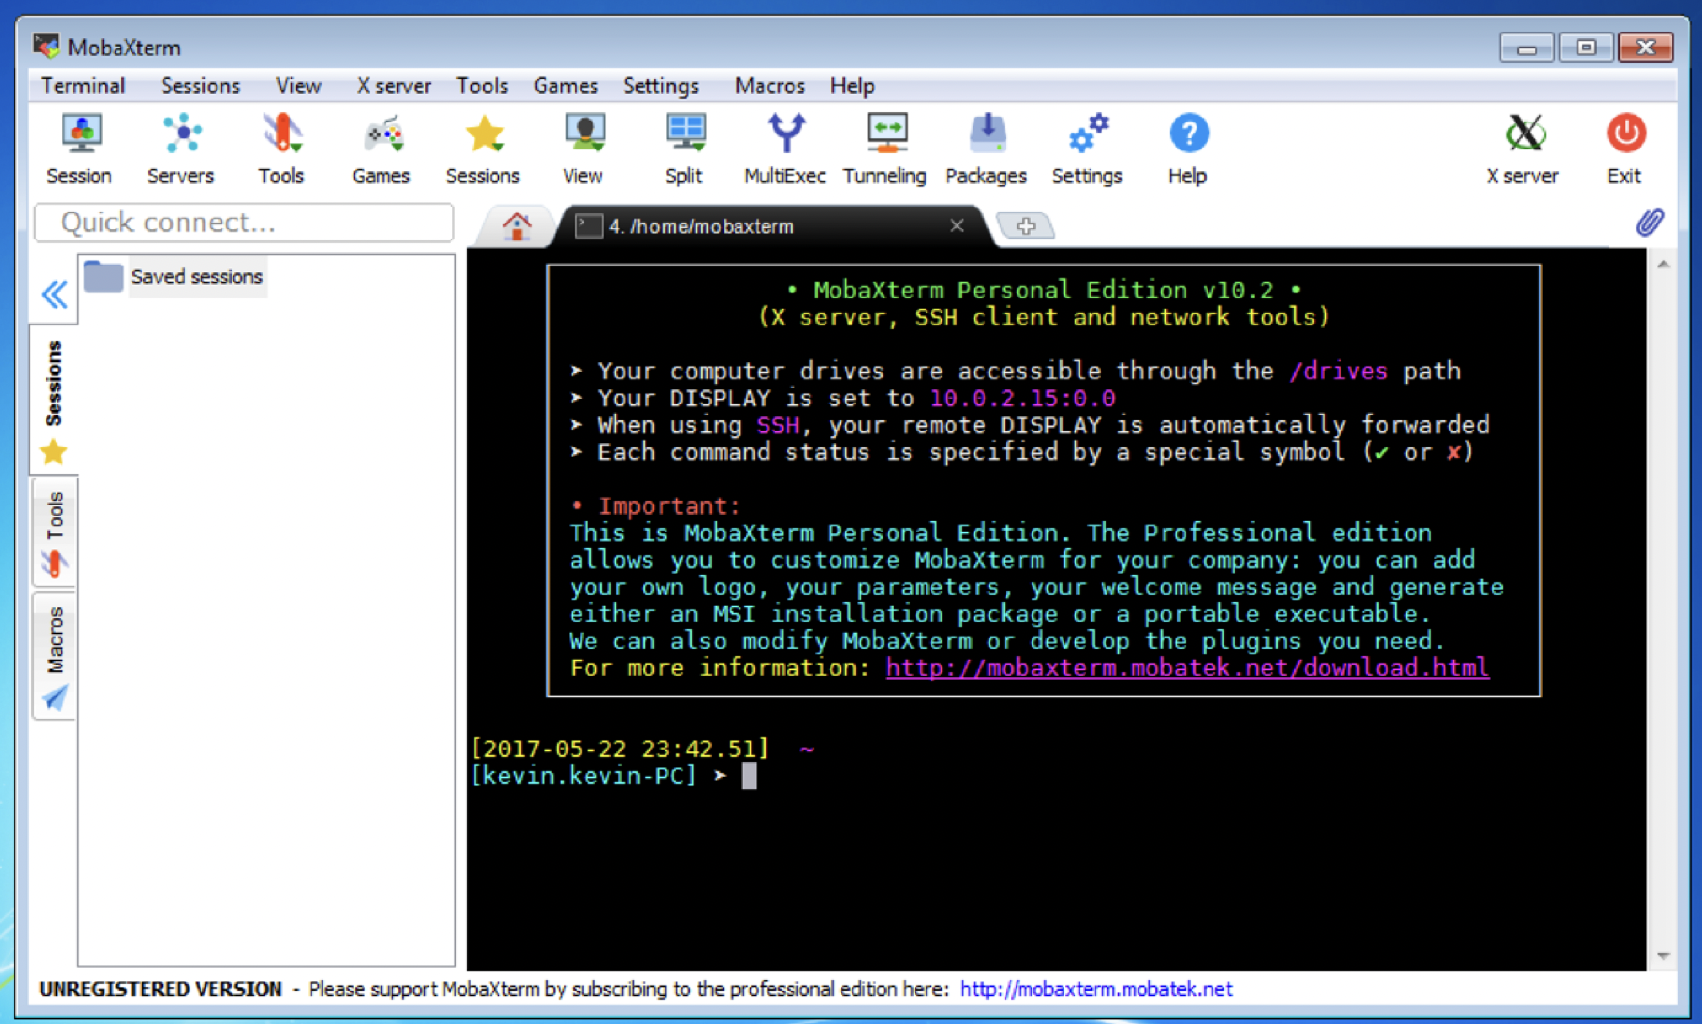 MobaXterm
Terminal Sessions View X server Tools Games Settings Macros Help
Session Servers Tools Games Sessions View Split MultiExec Tunneling Packages Settings Help X server Exit
Quick connect...
4. /home/mobaxterm
Saved sessions
Sessions
Tools
Macros
• MobaXterm Personal Edition v10.2 •
(X server, SSH client and network tools)
➤ Your computer drives are accessible through the /drives path
➤ Your DISPLAY is set to 10.0.2.15:0.0
➤ When using SSH, your remote DISPLAY is automatically forwarded
➤ Each command status is specified by a special symbol (✔ or ✘)
• Important:
This is MobaXterm Personal Edition. The Professional edition
allows you to customize MobaXterm for your company: you can add
your own logo, your parameters, your welcome message and generate
either an MSI installation package or a portable executable.
We can also modify MobaXterm or develop the plugins you need.
For more information: http://mobaxterm.mobatek.net/download.html
[2017-05-22 23:42.51] ~
[kevin.kevin-PC] ➤
UNREGISTERED VERSION - Please support MobaXterm by subscribing to the professional edition here: http://mobaxterm.mobatek.net